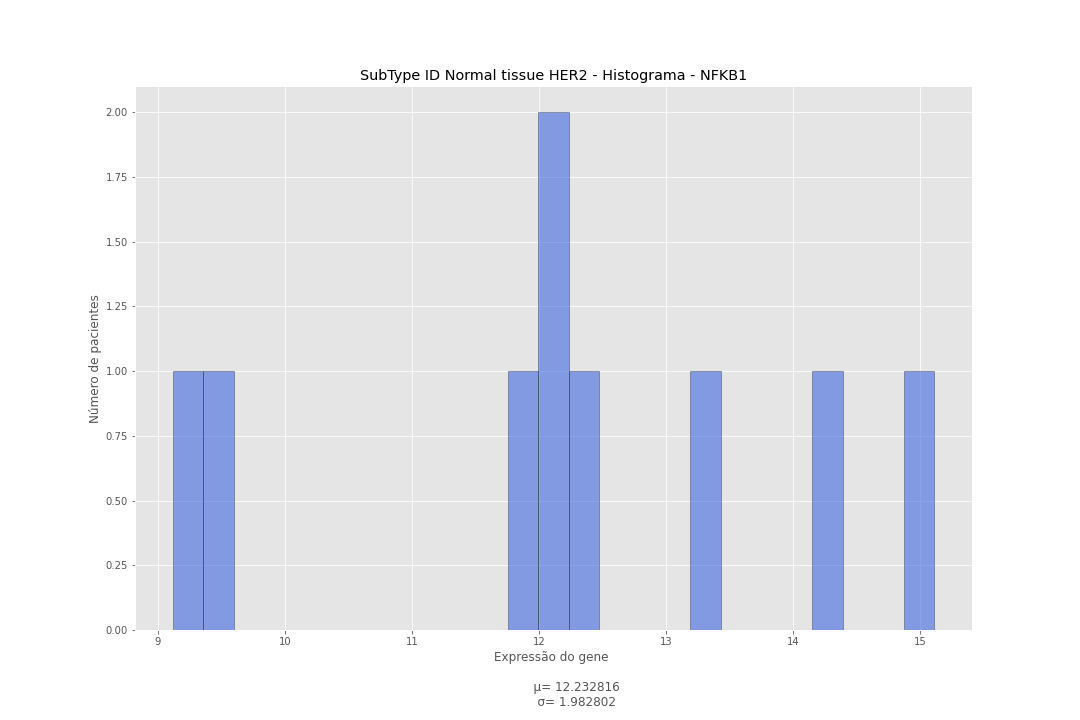 SubType ID Normal tissue HER2 - Histograma - NFKB1
2.00
1.75
1.50
1.25
1.00
0.75
0.50
0.25
0.00
Número de pacientes
9 10 11 12 13 14 15
Expressão do gene
μ= 12.232816
σ= 1.982802